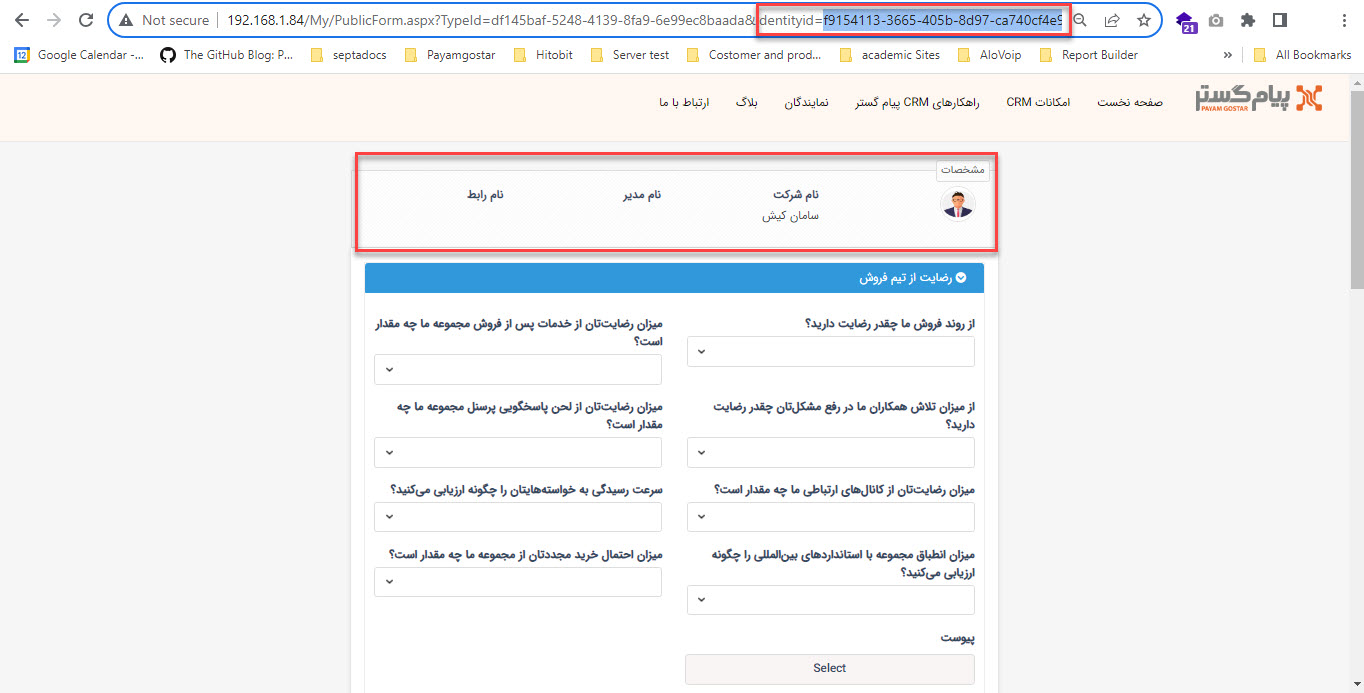 Not secure
192.168.1.84/My/PublicForm.aspx?TypeId=df145baf-5248-4139-8fa9-6e99ec8baada&identityid=f9154113-3665-405b-8d97-ca740cf4e9
21
12 Google Calendar -...
The GitHub Blog: P...
septadocs
Payamgostar
Hitobit
Server test
Costomer and prod...
academic Sites
AloVoip
Report Builder
»
All Bookmarks
پیام گستر
PAYAM GOSTAR
صفحه نخست
امکانات CRM
راهکارهای CRM پیام گستر
نمایندگان
بلاگ
ارتباط با ما
مشخصات
نام شرکت
سامان کیش
نام مدیر
نام رابط
رضایت از تیم فروش
از روند فروش ما چقدر رضایت دارید؟
میزان رضایت‌تان از خدمات پس از فروش مجموعه ما چه مقدار
است؟
از میزان تلاش همکاران ما در رفع مشکل‌تان چقدر رضایت
دارید؟
میزان رضایت‌تان از لحن پاسخگویی پرسنل مجموعه ما چه
مقدار است؟
میزان رضایت‌تان از کانال‌های ارتباطی ما چه مقدار است؟
سرعت رسیدگی به خواسته‌هایتان را چگونه ارزیابی می‌کنید؟
میزان انطباق مجموعه با استانداردهای بین‌المللی را چگونه
ارزیابی می‌کنید؟
میزان احتمال خرید مجددتان از مجموعه ما چه مقدار است؟
پیوست
Select